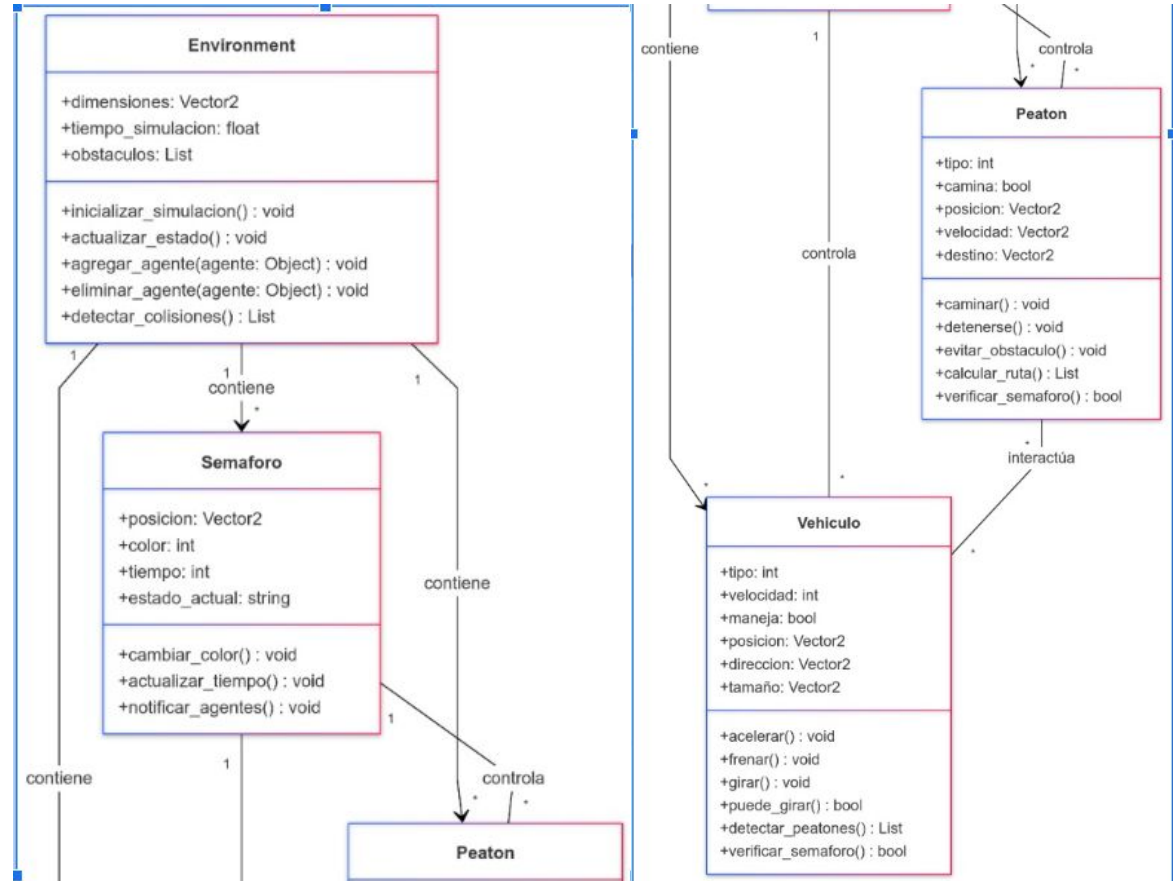 Environment
+dimensiones: Vector2
+tiempo_simulacion: float
+obstaculos: List
+inicializar_simulacion() : void
+actualizar_estado() : void
+agregar_agente(agente: Object) : void
+eliminar_agente(agente: Object) : void
+detectar_colisiones() : List
1
1
1
contiene
*
Semaforo
+posicion: Vector2
+color: int
+tiempo: int
+estado_actual: string
+cambiar_color() : void
+actualizar_tiempo() : void
+notificar_agentes() : void
contiene
1
1
contiene
controla
*
*
Peaton
contiene
1
controla
*
*
Peaton
+tipo: int
+camina: bool
+posicion: Vector2
+velocidad: Vector2
+destino: Vector2
+caminar() : void
+detenerse() : void
+evitar_obstaculo() : void
+calcular_ruta() : List
+verificar_semaforo() : bool
controla
*
interactúa
*
*
*
Vehiculo
+tipo: int
+velocidad: int
+maneja: bool
+posicion: Vector2
+direccion: Vector2
+tamaño: Vector2
+acelerar() : void
+frenar() : void
+girar() : void
+puede_girar() : bool
+detectar_peatones() : List
+verificar_semaforo() : bool